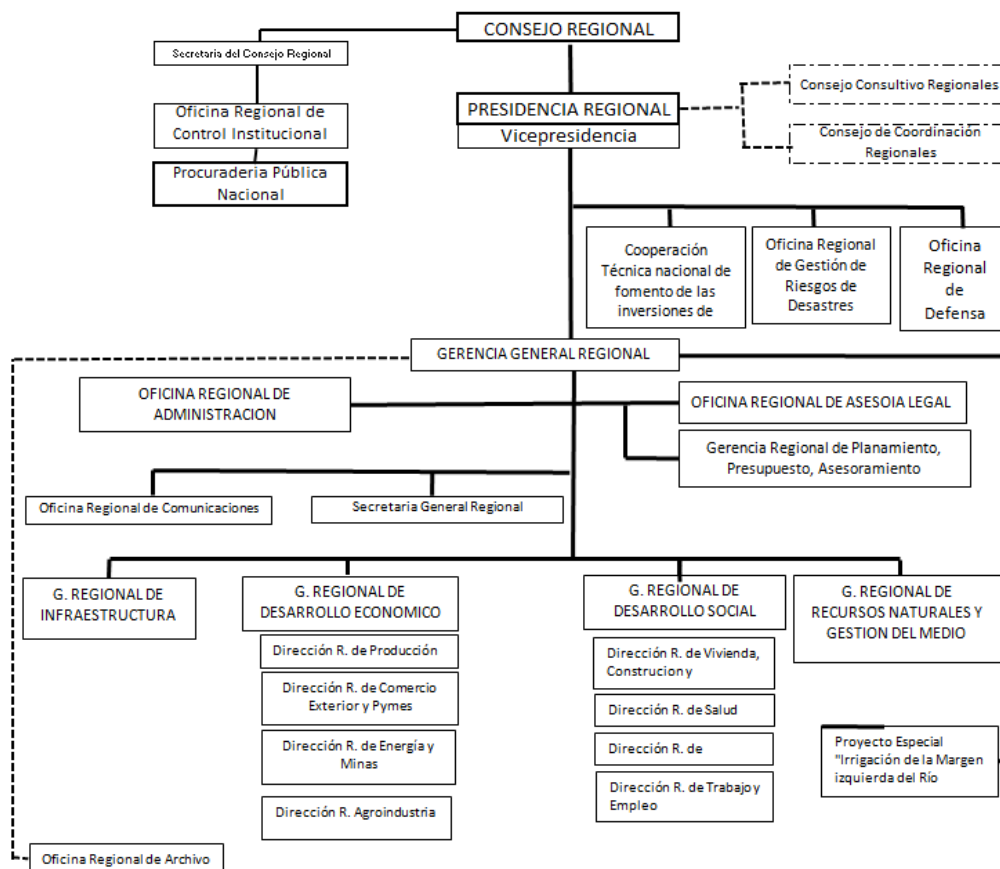 CONSEJO REGIONAL
Secretaria del Consejo Regional
Oficina Regional de
Control Institucional
Procuraderia Pública
Nacional
PRESIDENCIA REGIONAL
Vicepresidencia
Consejo Consultivo Regionales
Consejo de Coordinación
Regionales
Cooperación
Técnica nacional de
fomento de las
inversiones de
Oficina Regional
de Gestión de
Riesgos de
Desastres
Oficina
Regional
de
Defensa
GERENCIA GENERAL REGIONAL
OFICINA REGIONAL DE
ADMINISTRACION
OFICINA REGIONAL DE ASESOIA LEGAL
Gerencia Regional de Planamiento,
Presupuesto, Asesoramiento
Oficina Regional de Comunicaciones
Secretaria General Regional
G. REGIONAL DE
INFRAESTRUCTURA
G. REGIONAL DE
DESARROLLO ECONOMICO
Dirección R. de Producción
Dirección R. de Comercio
Exterior y Pymes
Dirección R. de Energía y
Minas
Dirección R. Agroindustria
G. REGIONAL DE
DESARROLLO SOCIAL
Dirección R. de Vivienda,
Construcion y
Dirección R. de Salud
Dirección R. de
Dirección R. de Trabajo y
Empleo
G. REGIONAL DE
RECURSOS NATURALES Y
GESTION DEL MEDIO
Proyecto Especial
"Irrigación de la Margen
izquierda del Río
Oficina Regional de Archivo